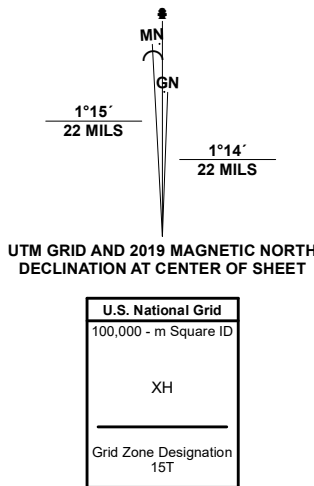 MN
GN
1°15´
22 MILS
1°14´
22 MILS
UTM GRID AND 2019 MAGNETIC NORTH
DECLINATION AT CENTER OF SHEET
U.S. National Grid
100,000 - m Square ID
XH
Grid Zone Designation
15T